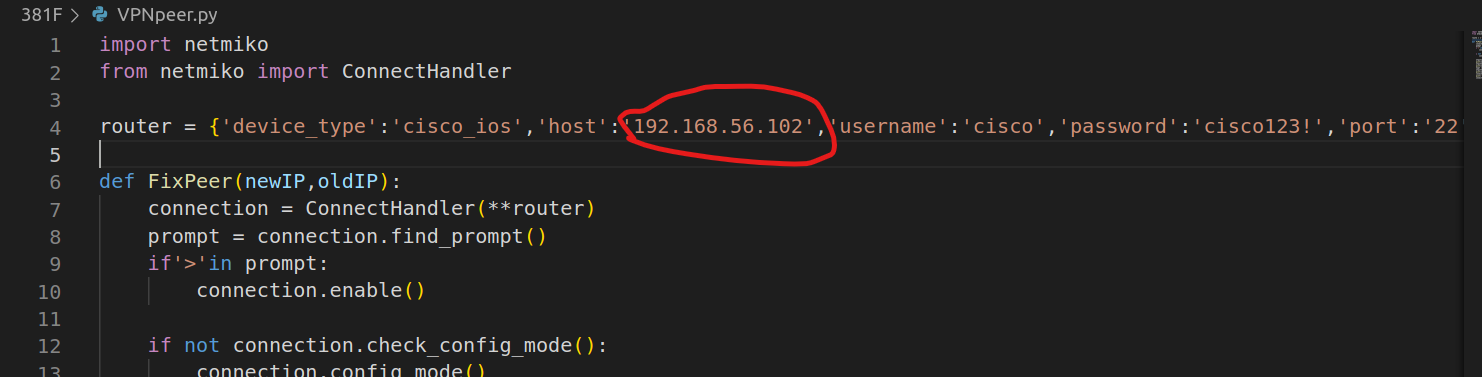 381F > VPNpeer.py
1 import netmiko
2 from netmiko import ConnectHandler
3
4 router = {'device_type':'cisco_ios','host':'192.168.56.102','username':'cisco','password':'cisco123!','port':'22
5
6 def FixPeer(newIP,oldIP):
7 connection = ConnectHandler(**router)
8 prompt = connection.find_prompt()
9 if'>'in prompt:
10 connection.enable()
11
12 if not connection.check_config_mode():
13 connection.config_mode()